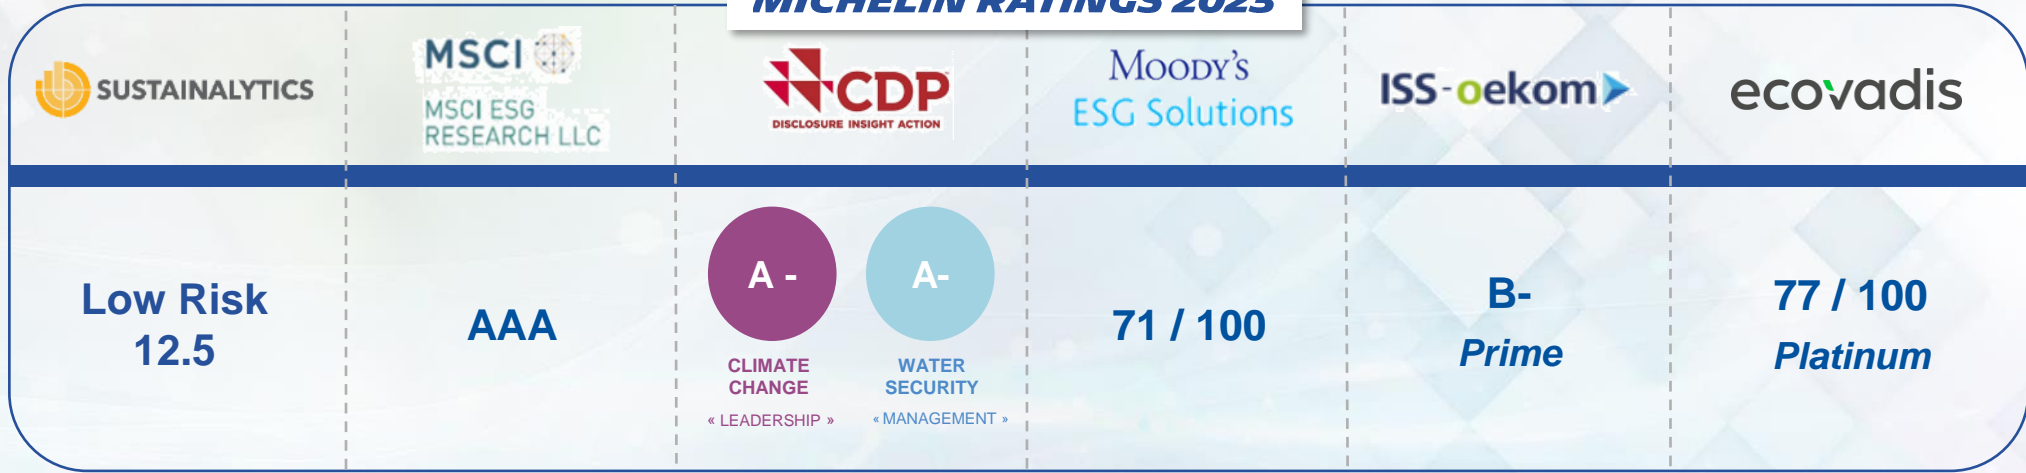 MICHELIN RATINGS 2023
SUSTAINALYTICS
MSCI
MSCI ESG
RESEARCH LLC
CDP
DISCLOSURE INSIGHT ACTION
MOODY'S
ESG Solutions
ISS-oekom
ecovadis
Low Risk
12.5
AAA
A -
CLIMATE
CHANGE
« LEADERSHIP »
A-
WATER
SECURITY
« MANAGEMENT »
71 / 100
B-
Prime
77 / 100
Platinum